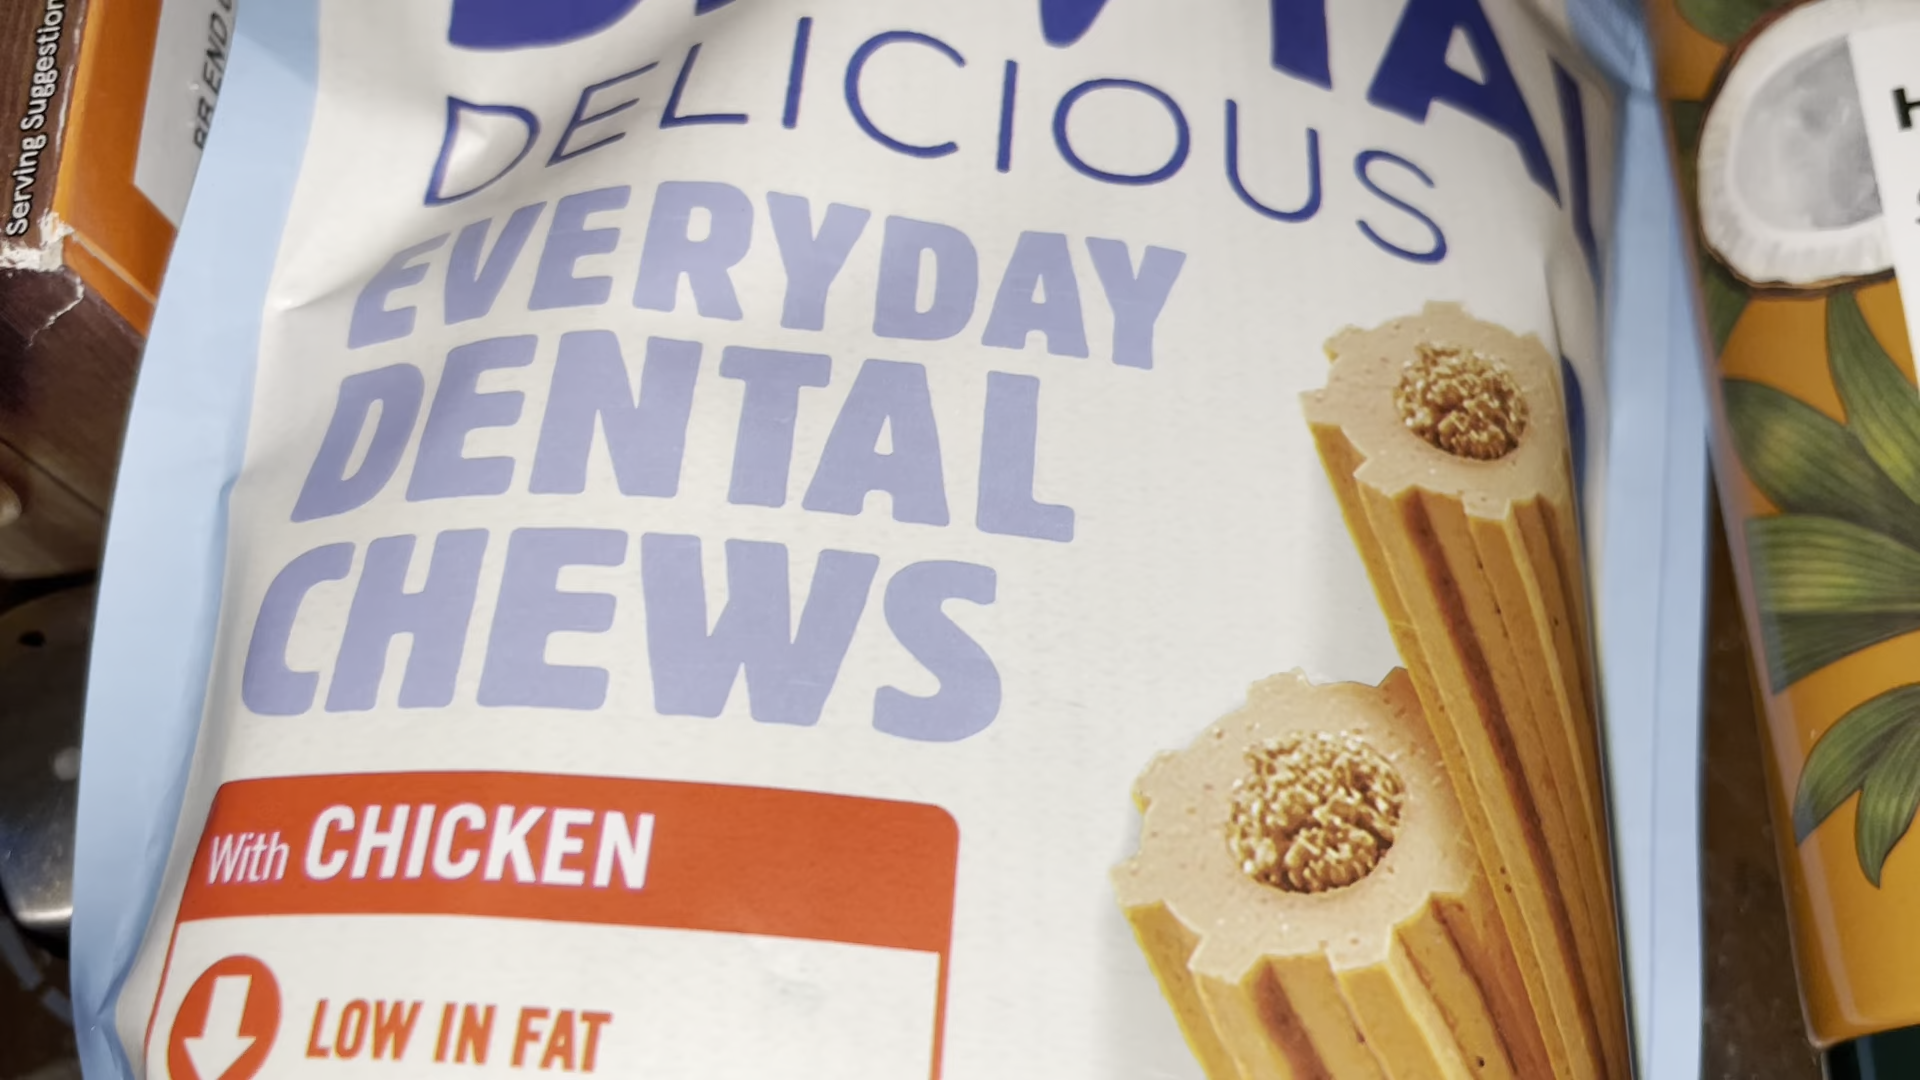 Serving Suggestion
DELICIOUS
EVERYDAY
DENTAL
CHEWS
With CHICKEN
LOW IN FAT